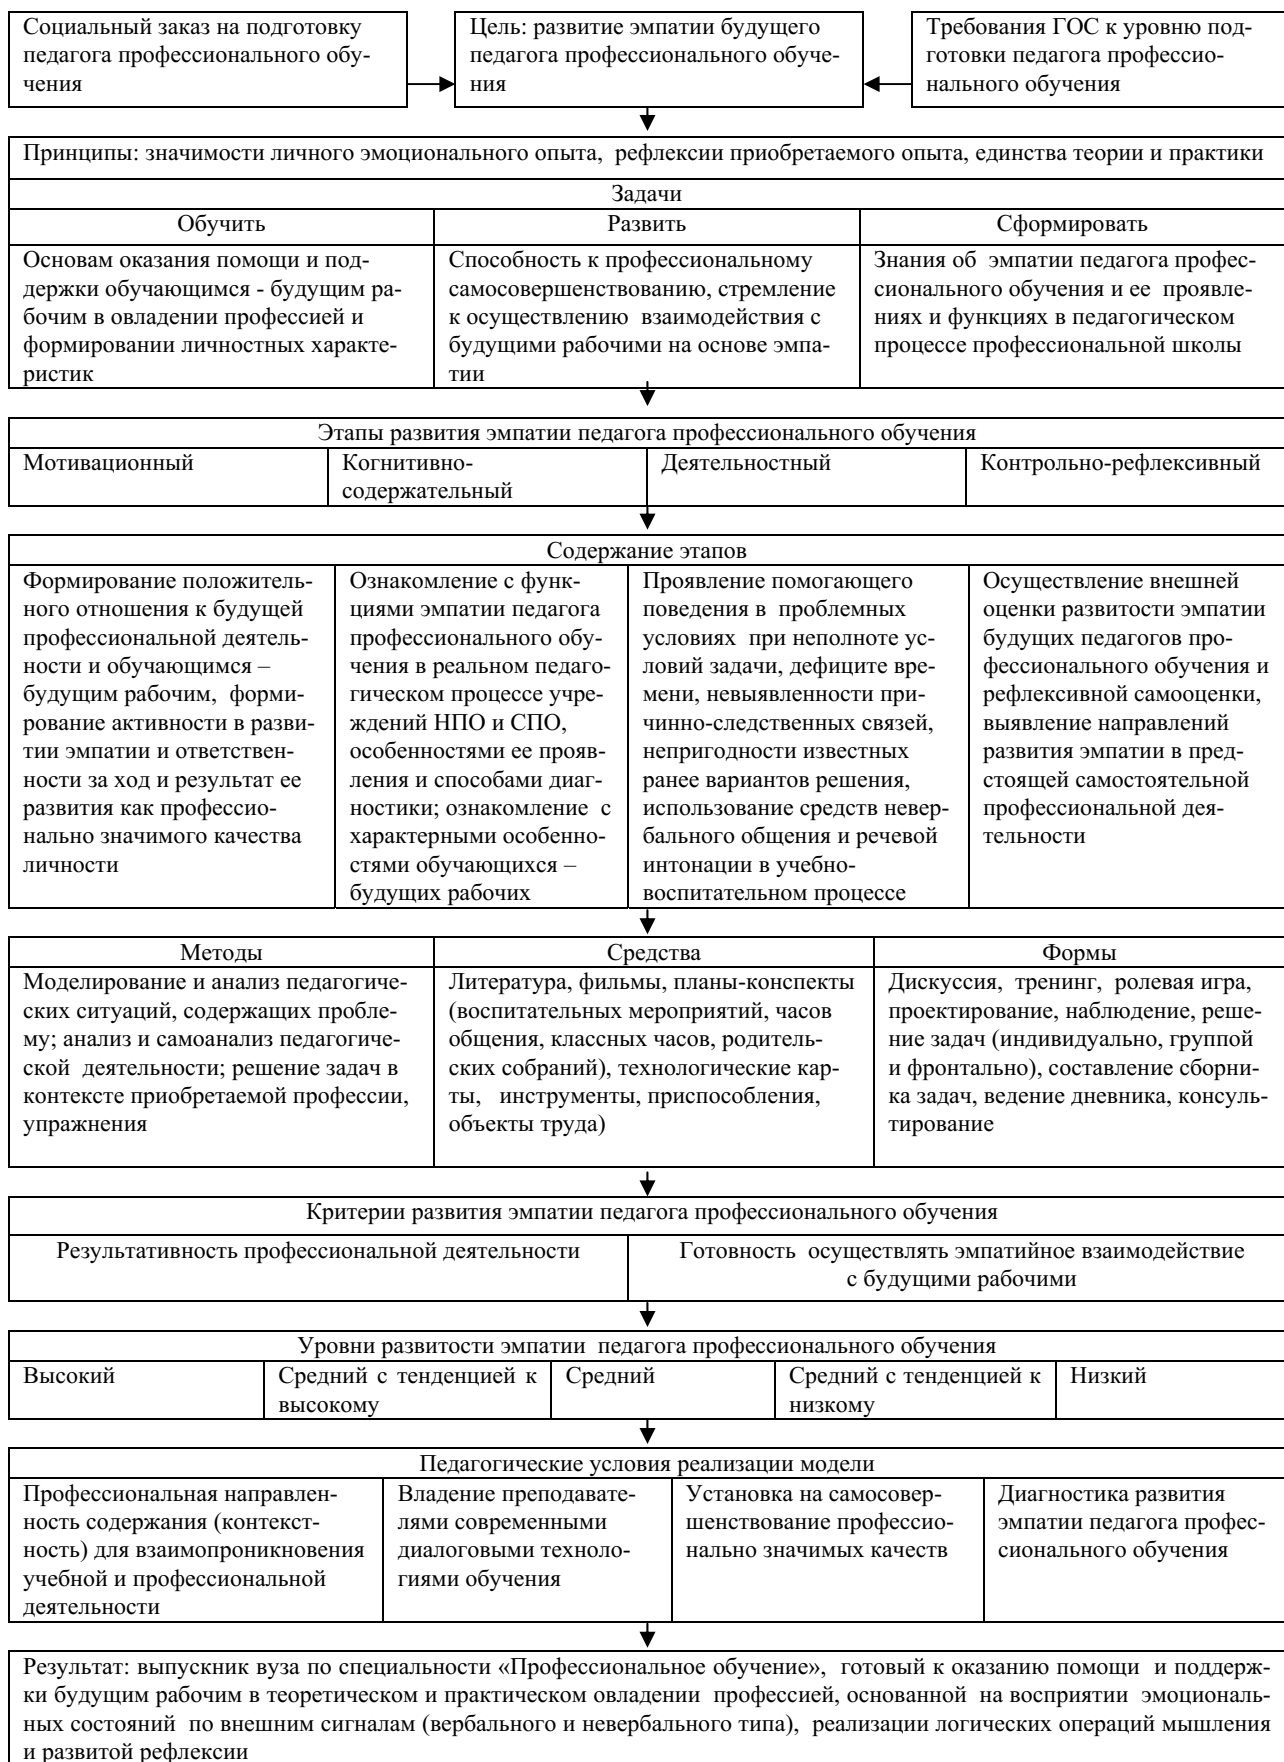 Социальный заказ на подготовку
педагога профессионального обу-
чения
Цель: развитие эмпатии будущего
педагога профессионального обуче-
ния
Требования ГОС к уровню под-
готовки педагога профессио-
нального обучения
Принципы: значимости личного эмоционального опыта, рефлексии приобретаемого опыта, единства теории и практики
Задачи
Обучить
Развить
Сформировать
Основам оказания помощи и под-
держки обучающимся - будущим ра-
бочим в овладении профессией и
формировании личностных характе-
ристик
Способность к профессиональному
самосовершенствованию, стремление
к осуществлению взаимодействия с
будущими рабочими на основе эмпа-
тии
Знания об эмпатии педагога профес-
сионального обучения и ее проявле-
ниях и функциях в педагогическом
процессе профессиональной школы
Этапы развития эмпатии педагога профессионального обучения
Мотивационный
Когнитивно-
содержательный
Деятельностный
Контрольно-рефлексивный
Содержание этапов
Формирование положитель-
ного отношения к будущей
профессиональной деятель-
ности и обучающимся –
будущим рабочим, форми-
рование активности в разви-
тии эмпатии и ответствен-
ности за ход и результат ее
развития как профессио-
нально значимого качества
личности
Ознакомление с функ-
циями эмпатии педагога
профессионального обу-
чения в реальном педаго-
гическом процессе учре-
ждений НПО и СПО,
особенностями ее прояв-
ления и способами диаг-
ностики; ознакомление с
характерными особенно-
стями обучающихся –
будущих рабочих
Проявление помогающего
поведения в проблемных
условиях при неполноте ус-
ловий задачи, дефиците вре-
мени, невыявленности при-
чинно-следственных связей,
непригодности известных
ранее вариантов решения,
использование средств невер-
бального общения и речевой
интонации в учебно-
воспитательном процессе
Осуществление внешней
оценки развитости эмпатии
будущих педагогов про-
фессионального обучения и
рефлексивной самооценки,
выявление направлений
развития эмпатии в пред-
стоящей самостоятельной
профессиональной дея-
тельности
Методы
Средства
Формы
Моделирование и анализ педагогиче-
ских ситуаций, содержащих пробле-
му; анализ и самоанализ педагогиче-
ской деятельности; решение задач в
контексте приобретаемой профессии,
упражнения
Литература, фильмы, планы-конспекты
(воспитательных мероприятий, часов
общения, классных часов, родитель-
ских собраний), технологические кар-
ты, инструменты, приспособления,
объекты труда)
Дискуссия, тренинг, ролевая игра,
проектирование, наблюдение, реше-
ние задач (индивидуально, группой
и фронтально), составление сборни-
ка задач, ведение дневника, консуль-
тирование
Критерии развития эмпатии педагога профессионального обучения
Результативность профессиональной деятельности
Готовность осуществлять эмпатийное взаимодействие
с будущими рабочими
Уровни развитости эмпатии педагога профессионального обучения
Высокий
Средний с тенденцией к
высокому
Средний
Средний с тенденцией к
низкому
Низкий
Педагогические условия реализации модели
Профессиональная направлен-
ность содержания (контекст-
ность) для взаимопроникновения
учебной и профессиональной
деятельности
Владение преподавате-
лями современными
диалоговыми техноло-
гиями обучения
Установка на самосовер-
шенствование профессио-
нально значимых качеств
Диагностика развития
эмпатии педагога профес-
сионального обучения
Результат: выпускник вуза по специальности «Профессиональное обучение», готовый к оказанию помощи и поддерж-
ки будущим рабочим в теоретическом и практическом овладении профессией, основанной на восприятии эмоциональ-
ных состояний по внешним сигналам (вербального и невербального типа), реализации логических операций мышления
и развитой рефлексии